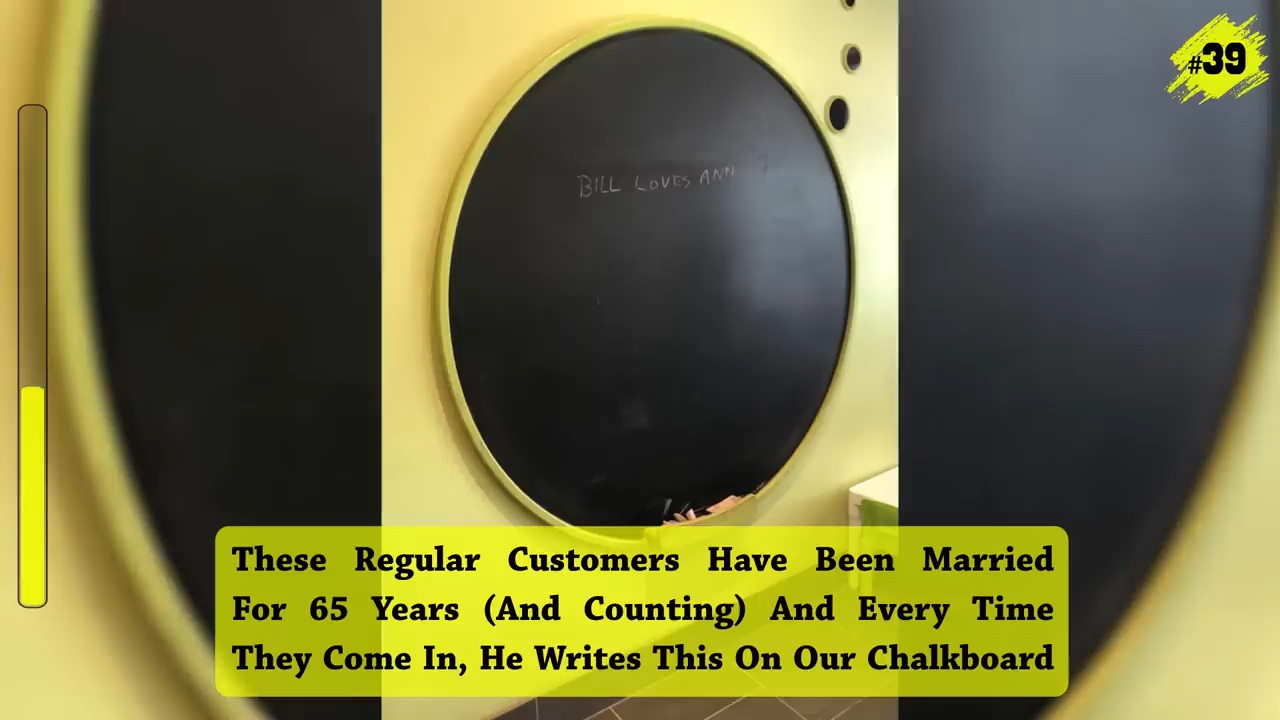 #39
BILL LOVES ANN
These Regular Customers Have Been Married
For 65 Years (And Counting) And Every Time
They Come In, He Writes This On Our Chalkboard